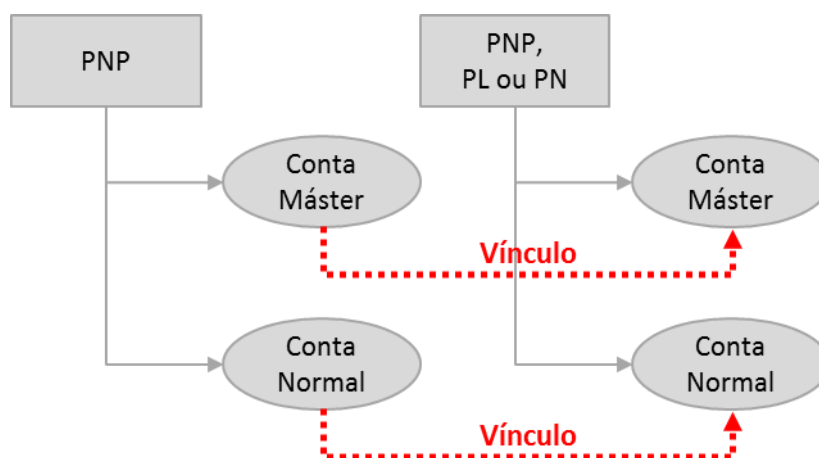 PNP
PNP,
PL ou PN
Conta
Máster
Conta
Máster
Vínculo
Conta
Normal
Conta
Normal
Vínculo